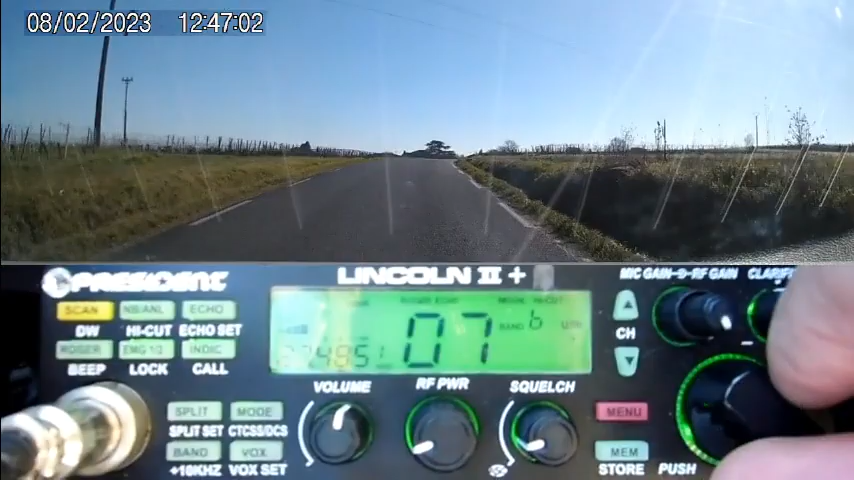 08/02/2023 12:47:02
PRESIDENT LINCOLN II +
MIC GAIN RF GAIN
SCAN NB/ANL ECHO
DW HI-CUT ECHO SET
ROGER EMG 1/2 INDIC
BEEP LOCK CALL
07
BAND b
CH
VOLUME RF PWR SQUELCH
SPLIT MODE
SPLIT SET CTCSS/DCS
BAND VOX
+10KHZ VOX SET
MENU
MEM
STORE PUSH